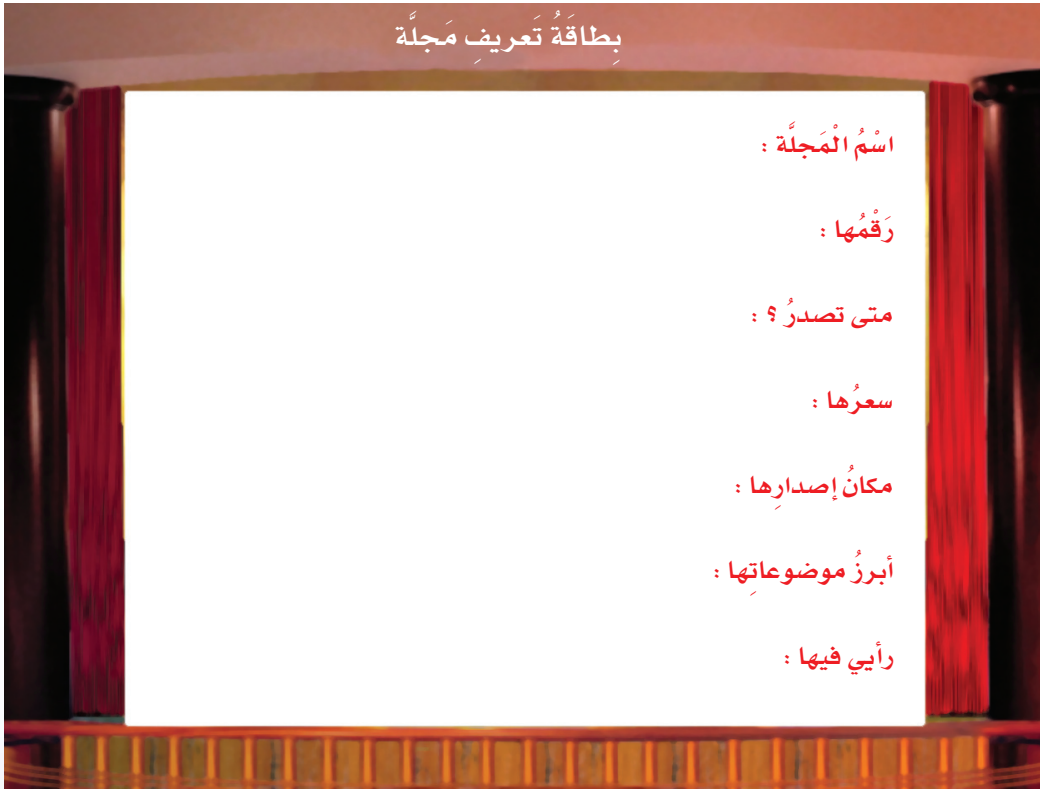 بِطاقَةُ تَعريفِ مَجلَّة
اسْمُ الْمَجلَّة :
رَقْمُها :
متى تصدرُ ؟ :
سعرُها :
مكانُ إصدارِها :
أبرزُ موضوعاتِها :
رأيي فيها :